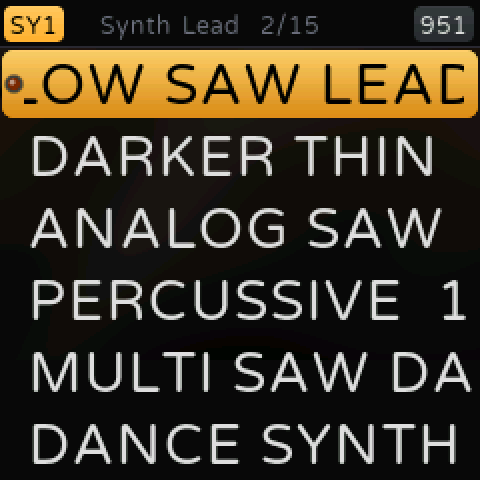 SY1 Synth Lead 2/15 951
LOW SAW LEAD
DARKER THIN
ANALOG SAW
PERCUSSIVE 1
MULTI SAW DA
DANCE SYNTH